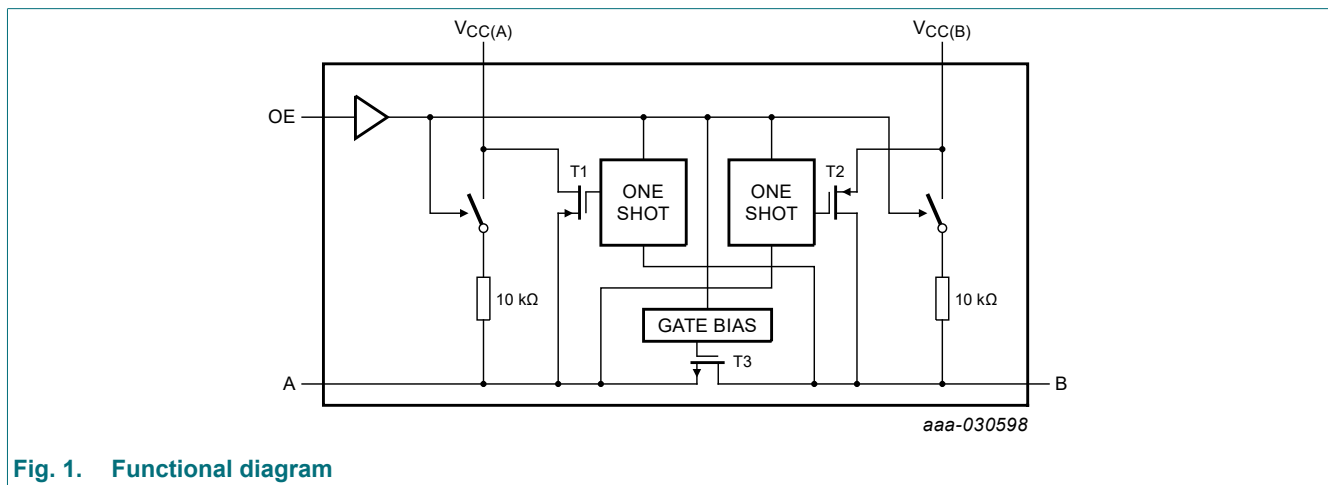 VCC(A)
VCC(B)
OE
T1
ONE
SHOT
ONE
SHOT
T2
10 kΩ
10 kΩ
GATE BIAS
T3
A
B
aaa-030598
Fig. 1. Functional diagram